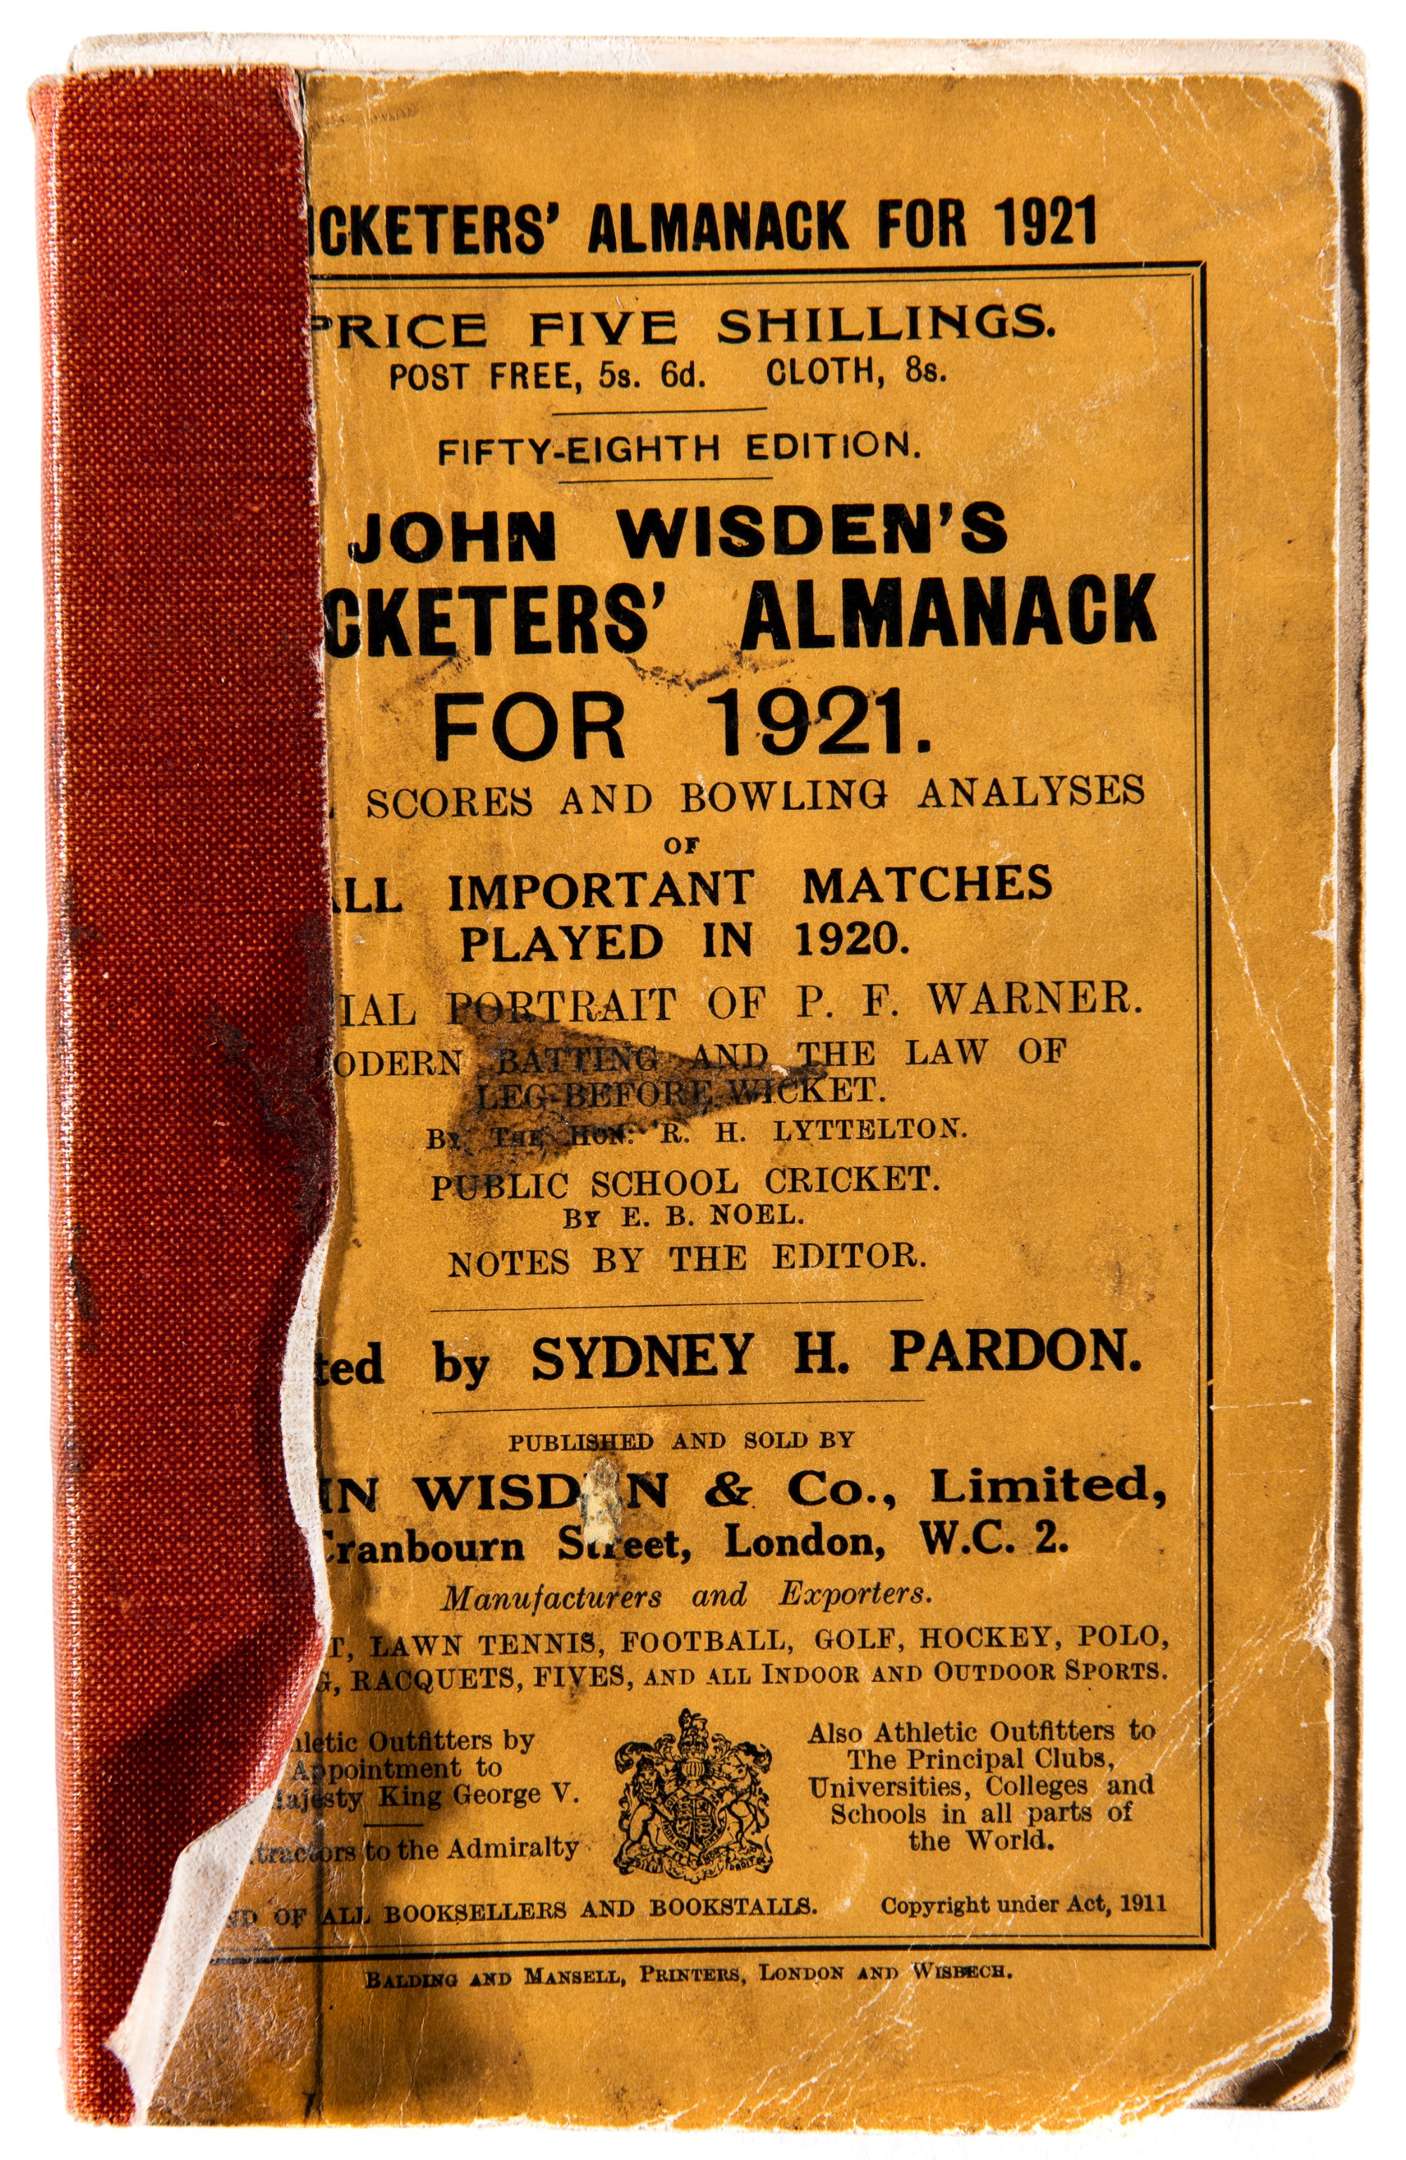 ICKETERS' ALMANACK FOR 1921
PRICE FIVE SHILLINGS.
POST FREE, 5s. 6d. CLOTH, 8s.
FIFTY-EIGHTH EDITION.
JOHN WISDEN'S
CKETERS' ALMANACK
FOR 1921.
SCORES AND BOWLING ANALYSES
OF
ALL IMPORTANT MATCHES
PLAYED IN 1920.
IAL PORTRAIT OF P. F. WARNER.
ODERN BATTING AND THE LAW OF
LEG-BEFORE-WICKET.
BY THE HON. R. H. LYTTELTON.
PUBLIC SCHOOL CRICKET.
BY E. B. NOEL.
NOTES BY THE EDITOR.
ted by SYDNEY H. PARDON.
PUBLISHED AND SOLD BY
IN WISDEN & Co., Limited,
Cranbourn Street, London, W.C. 2.
Manufacturers and Exporters.
T, LAWN TENNIS, FOOTBALL, GOLF, HOCKEY, POLO,
G, RACQUETS, FIVES, AND ALL INDOOR AND OUTDOOR SPORTS.
hletic Outfitters by
Appointment to
Majesty King George V.
tractors to the Admiralty
Also Athletic Outfitters to
The Principal Clubs,
Universities, Colleges and
Schools in all parts of
the World.
ND OF ALL BOOKSELLERS AND BOOKSTALLS. Copyright under Act, 1911
BALDING AND MANSELL, PRINTERS, LONDON AND WISBECH.